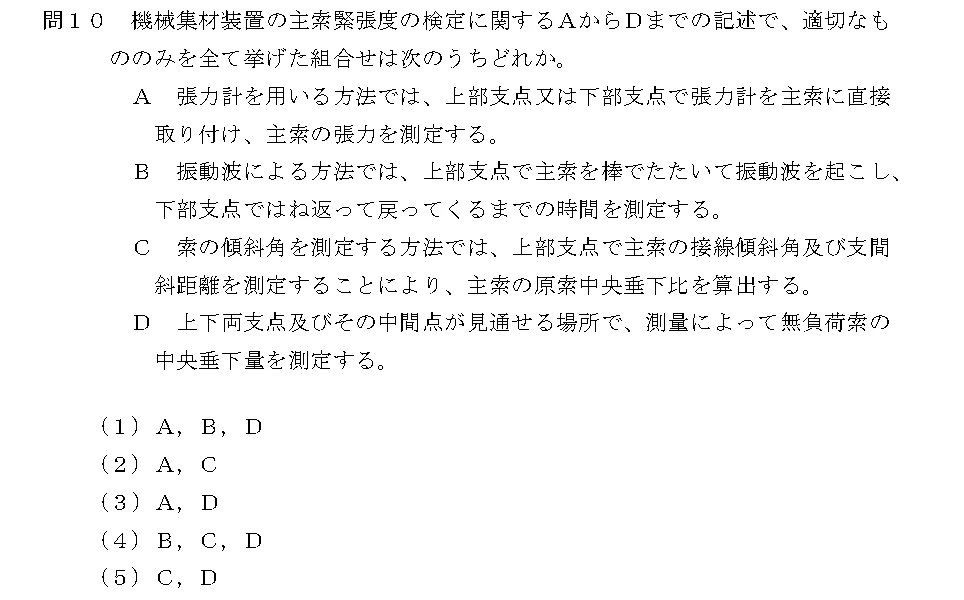 問１０　機械集材装置の主索緊張度の検定に関するＡからＤまでの記述で、適切なも
ののみを全て挙げた組合せは次のうちどれか。
Ａ　張力計を用いる方法では、上部支点又は下部支点で張力計を主索に直接
取り付け、主索の張力を測定する。
Ｂ　振動波による方法では、上部支点で主索を棒でたたいて振動波を起こし、
下部支点ではね返って戻ってくるまでの時間を測定する。
Ｃ　索の傾斜角を測定する方法では、上部支点で主索の接線傾斜角及び支間
斜距離を測定することにより、主索の原索中央垂下比を算出する。
Ｄ　上下両支点及びその中間点が見通せる場所で、測量によって無負荷索の
中央垂下量を測定する。
（１）Ａ，Ｂ，Ｄ
（２）Ａ，Ｃ
（３）Ａ，Ｄ
（４）Ｂ，Ｃ，Ｄ
（５）Ｃ，Ｄ